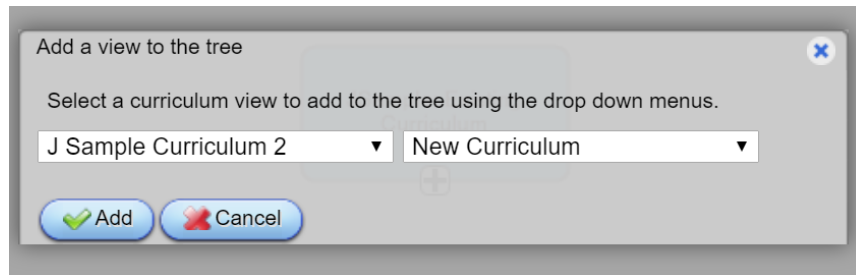 Add a view to the tree
Select a curriculum view to add to the tree using the drop down menus.
Curriculum
J Sample Curriculum 2 New Curriculum
Add Cancel